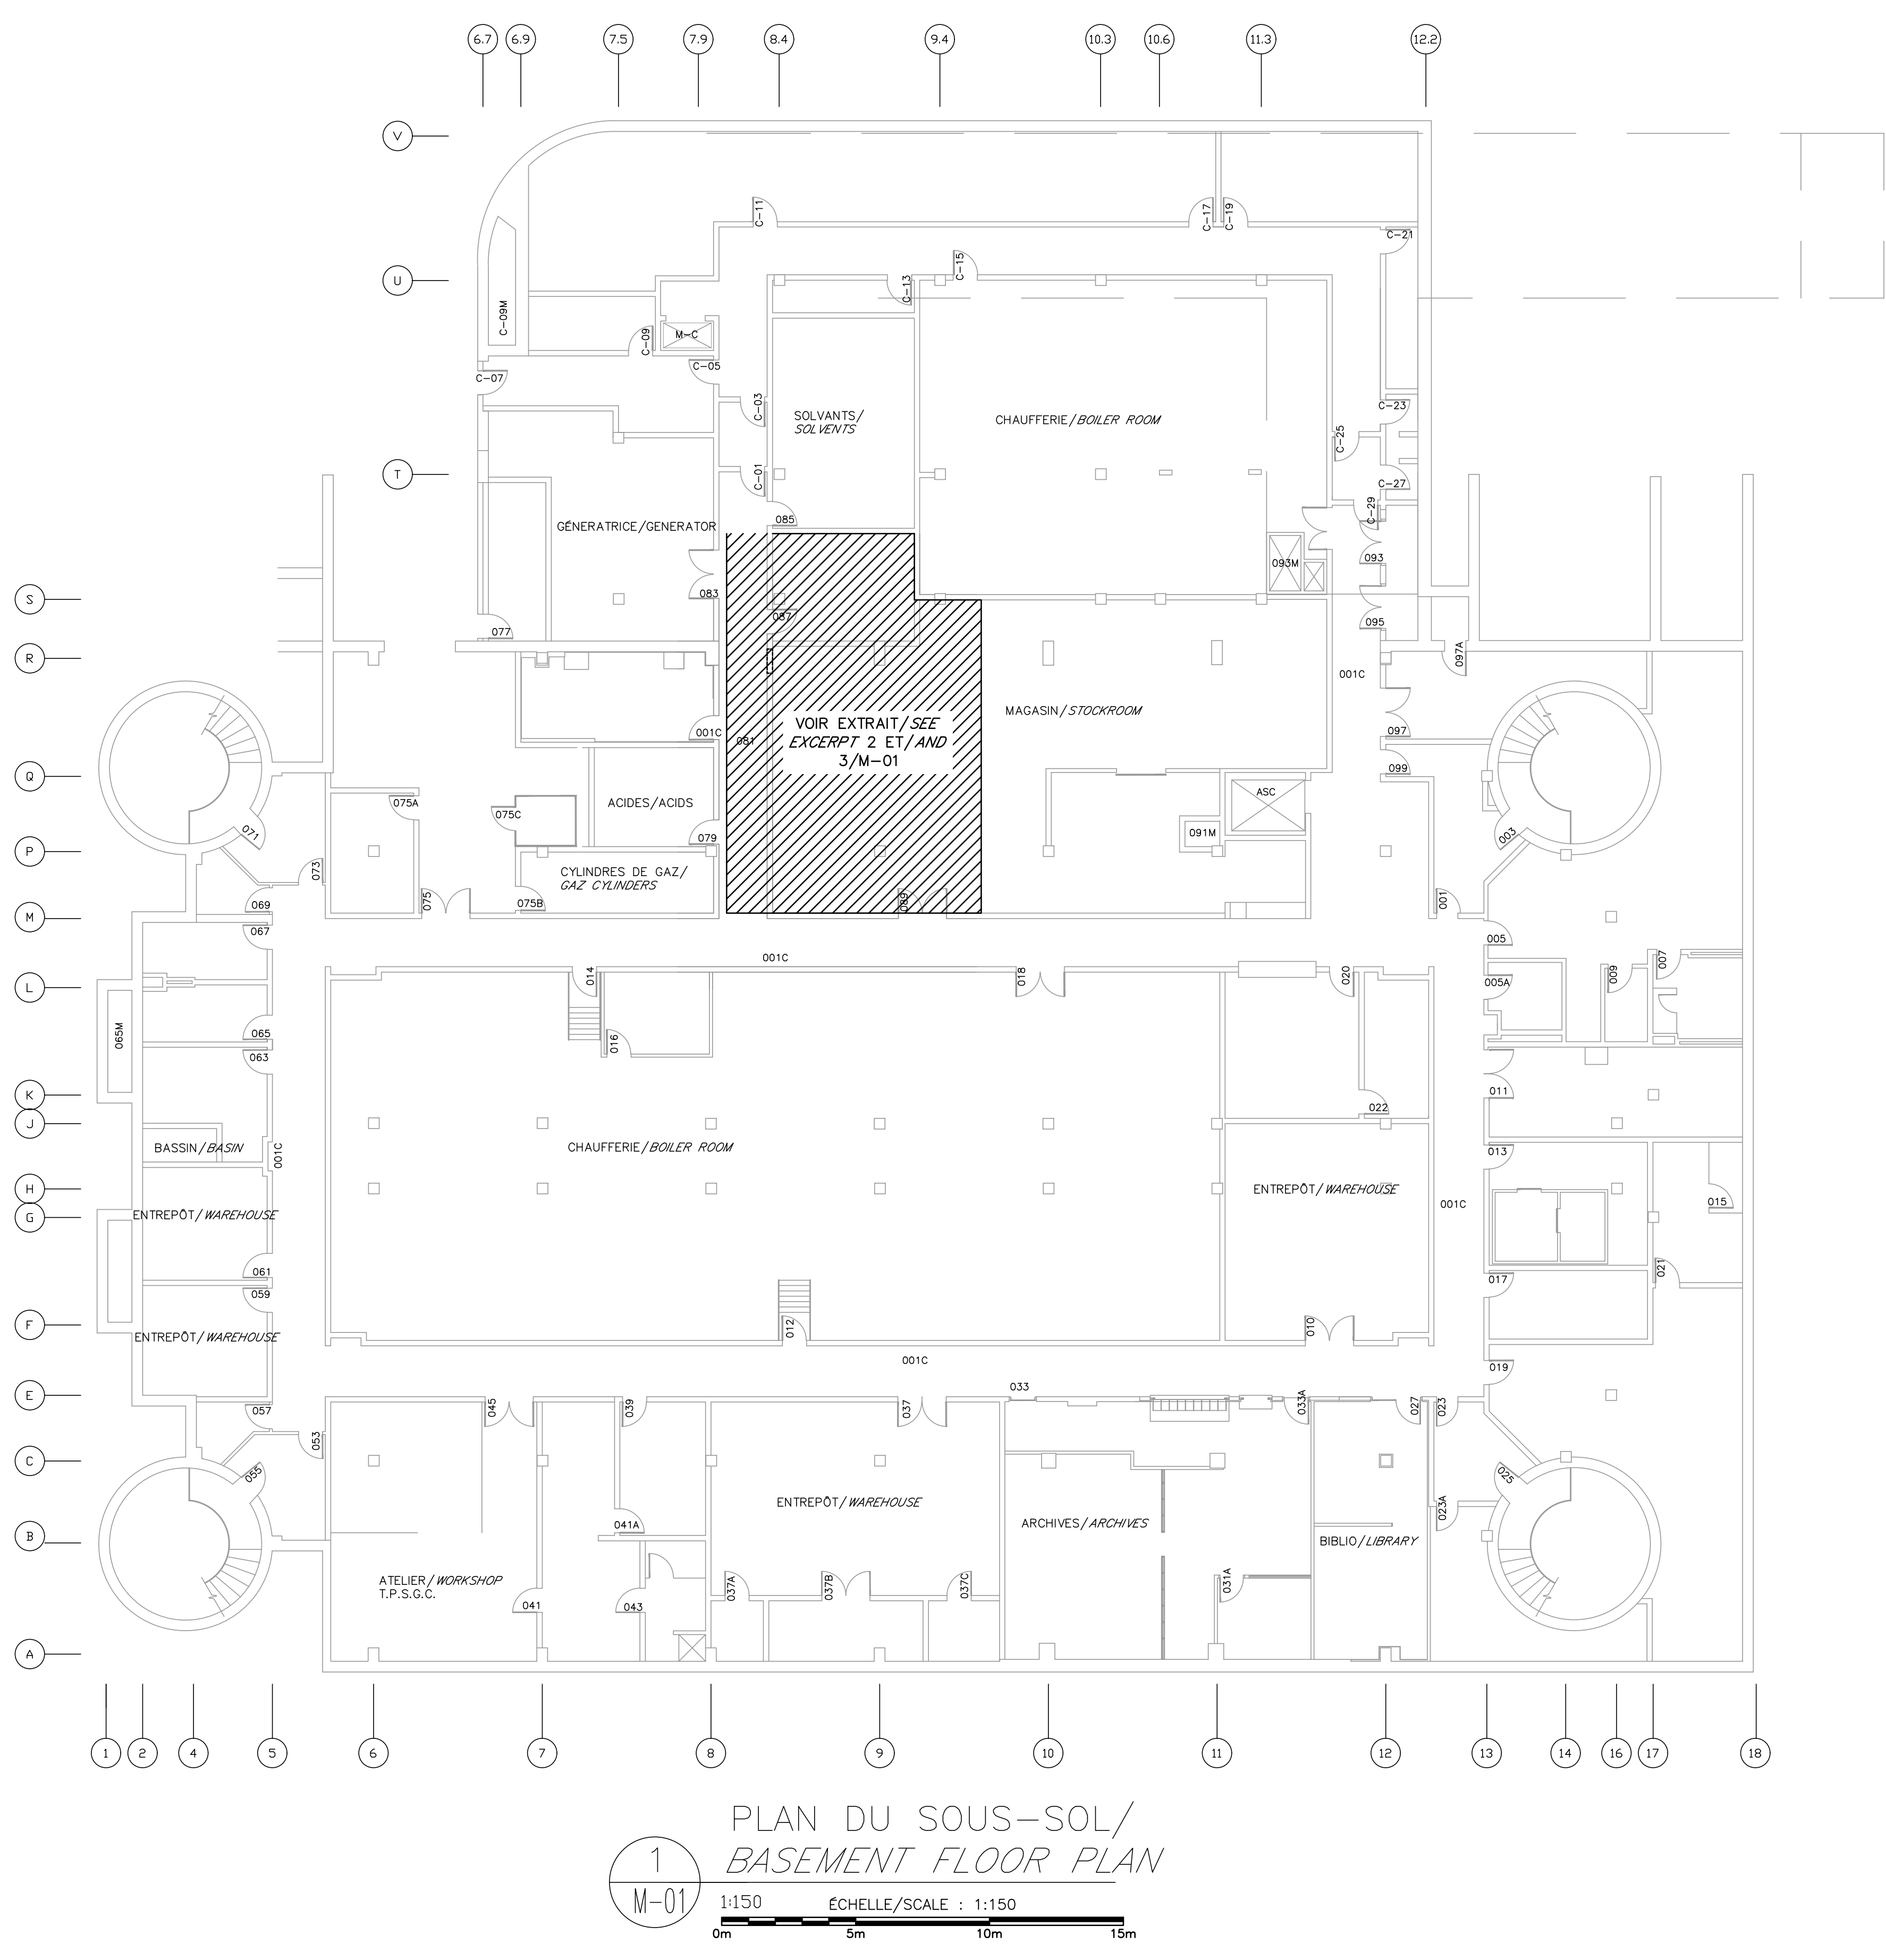 6.7 6.9 7.5 7.9 8.4 9.4 10.3 10.6 11.3 12.2
V
C-11
C-17
C-19
C-21
U
C-15
C-13
C-09M
C-09
M-C
C-05
C-07
C-03
C-23
SOLVANTS/
SOLVENTS
CHAUFFERIE/BOILER ROOM
C-25
T
C-01
C-27
C-29
085
GÉNERATRICE/GENERATOR
093M
093
083
S
087
095
077
R
097A
001C
MAGASIN/STOCKROOM
VOIR EXTRAIT/SEE
EXCERPT 2 ET/AND
3/M-01
001C
081
097
099
Q
ASC
075A
075C
ACIDES/ACIDS
071
091M
079
003
P
073
CYLINDRES DE GAZ/
GAZ CYLINDERS
075
075B
069
089
001
M
067
005
001C
014
018
020
007
009
005A
L
065M
065
016
063
K
011
022
J
BASSIN/BASIN
001C
CHAUFFERIE/BOILER ROOM
013
H
ENTREPÔT/WAREHOUSE
ENTREPÔT/WAREHOUSE
001C
015
G
061
021
017
059
F
ENTREPÔT/WAREHOUSE
012
010
001C
019
E
033
057
045
039
037
033A
027
023
053
C
055
025
ENTREPÔT/WAREHOUSE
023A
041A
ARCHIVES/ARCHIVES
B
BIBLIO/LIBRARY
ATELIER/WORKSHOP
T.P.S.G.C.
037A
037B
037C
031A
041
043
A
1 2 4 5 6 7 8 9 10 11 12 13 14 16 17 18
PLAN DU SOUS-SOL/
1
BASEMENT FLOOR PLAN
M-01
1:150
ÉCHELLE/SCALE : 1:150
0m 5m 10m 15m